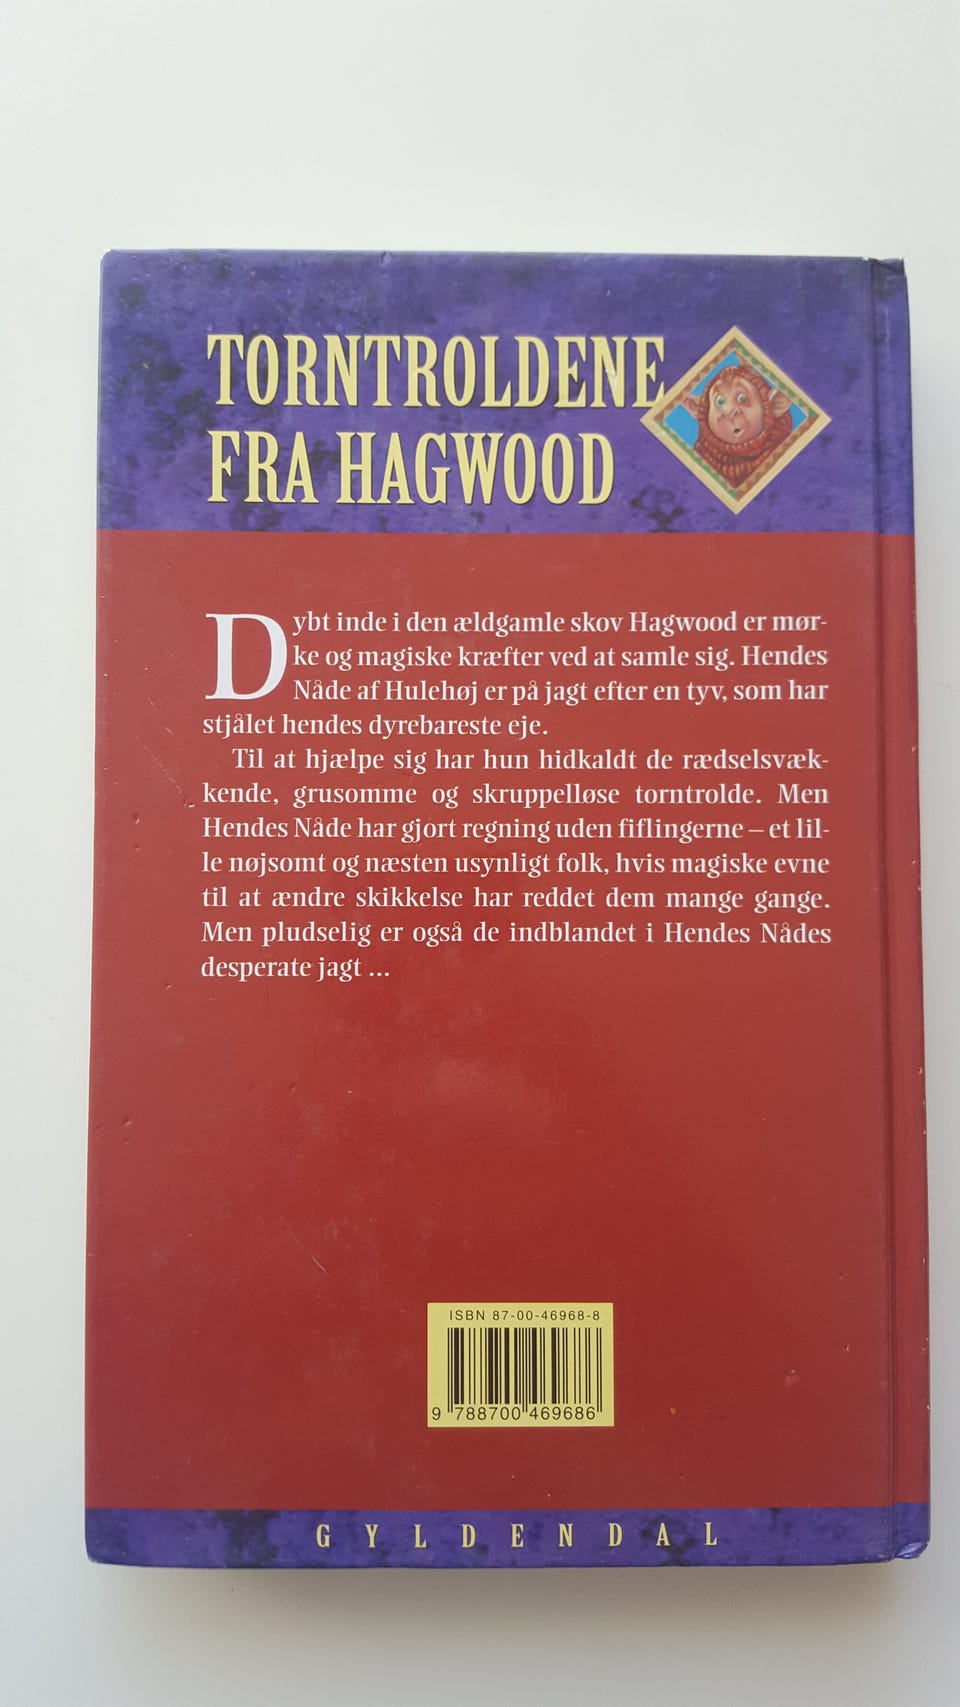 TORNTROLDENE
FRA HAGWOOD
Dybt inde i den ældgamle skov Hagwood er mør-
ke og magiske kræfter ved at samle sig. Hendes
Nåde af Hulehøj er på jagt efter en tyv, som har
stjålet hendes dyrebareste eje.
Til at hjælpe sig har hun hidkaldt de rædselsvæk-
kende, grusomme og skruppelløse torntrolde. Men
Hendes Nåde har gjort regning uden fiflingerne – et lil-
le nøjsomt og næsten usynligt folk, hvis magiske evne
til at ændre skikkelse har reddet dem mange gange.
Men pludselig er også de indblandet i Hendes Nådes
desperate jagt ...
ISBN 87-00-46968-8
9 788700 469686
GYLDENDAL